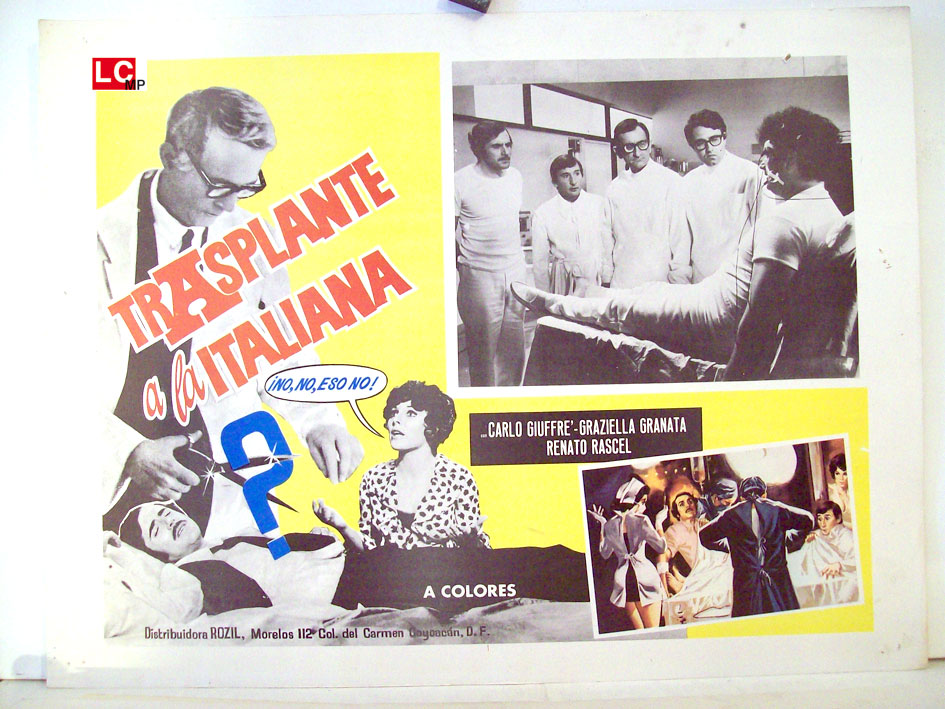 LC
MP
TRASPLANTE
a la ITALIANA
¡NO, NO, ESO NO!
?
...CARLO GIUFFRE'-GRAZIELLA GRANATA
RENATO RASCEL
A COLORES
Distribuidora ROZIL, Morelos 112 Col. del Carmen Coyoacán, D. F.